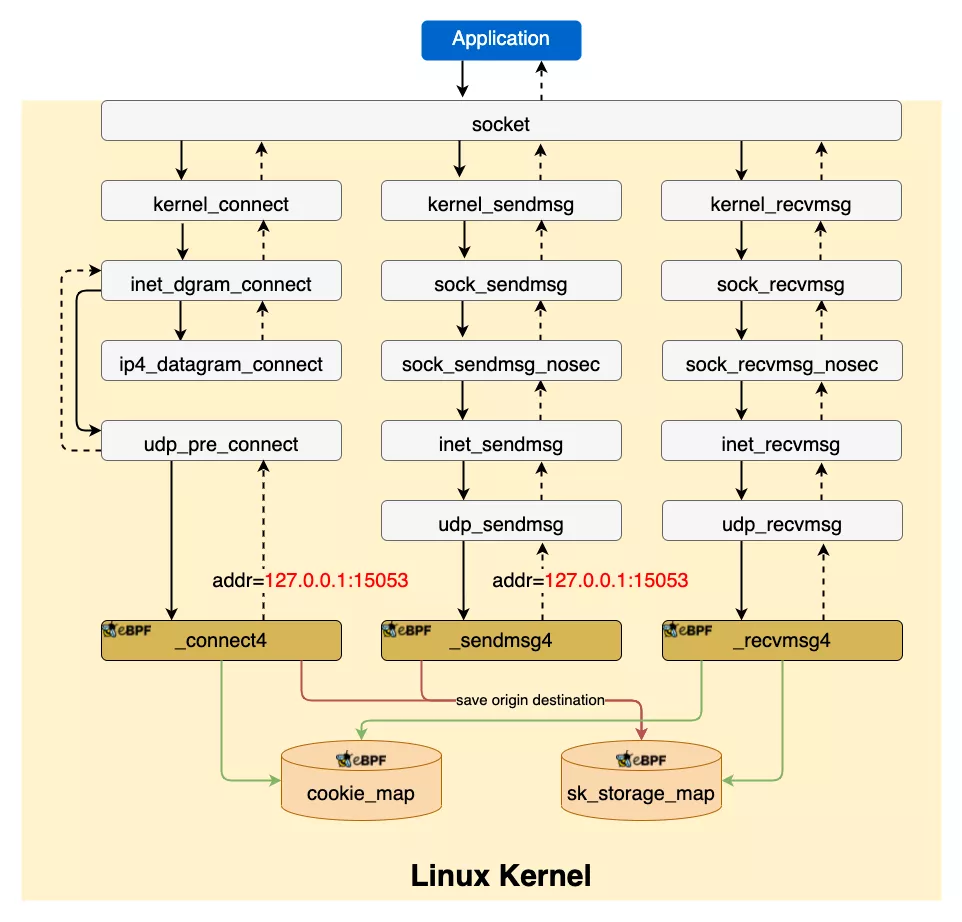 Application
socket
kernel_connect
kernel_sendmsg
kernel_recvmsg
inet_dgram_connect
sock_sendmsg
sock_recvmsg
ip4_datagram_connect
sock_sendmsg_nosec
sock_recvmsg_nosec
udp_pre_connect
inet_sendmsg
inet_recvmsg
udp_sendmsg
udp_recvmsg
addr=127.0.0.1:15053
addr=127.0.0.1:15053
eBPF
_connect4
eBPF
_sendmsg4
eBPF
_recvmsg4
save origin destination
eBPF
cookie_map
eBPF
sk_storage_map
Linux Kernel